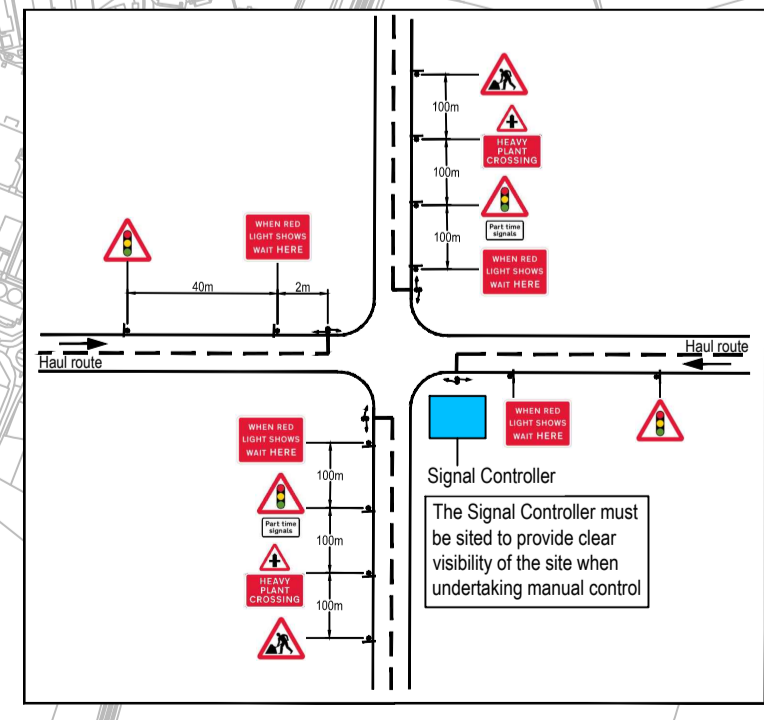 100m
HEAVY
PLANT
CROSSING
100m
Part time
signals
100m
WHEN RED
LIGHT SHOWS
WAIT HERE
WHEN RED
LIGHT SHOWS
WAIT HERE
40m
2m
Haul route
Haul route
WHEN RED
LIGHT SHOWS
WAIT HERE
WHEN RED
LIGHT SHOWS
WAIT HERE
100m
Part time
signals
100m
HEAVY
PLANT
CROSSING
100m
Signal Controller
The Signal Controller must
be sited to provide clear
visibility of the site when
undertaking manual control